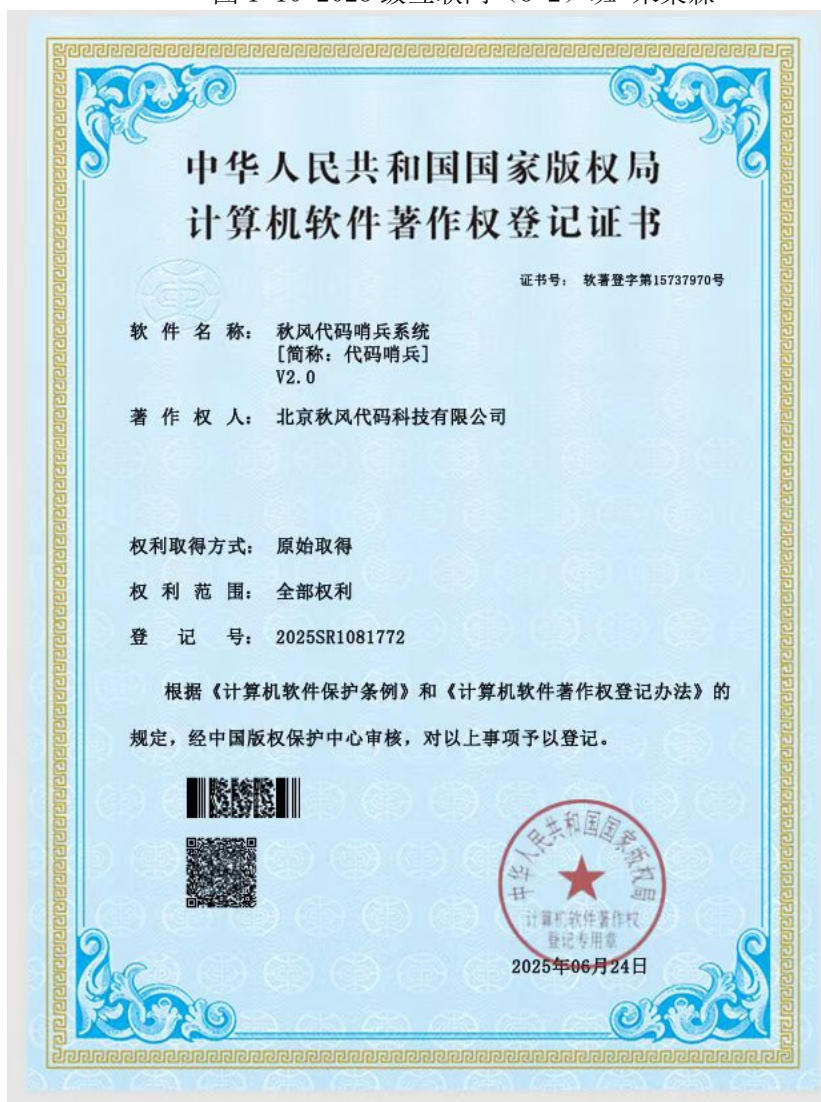 中华人民共和国国家版权局
计算机软件著作权登记证书
证书号： 软著登字第15737970号
软 件 名 称： 秋风代码哨兵系统
[简称：代码哨兵]
V2.0
著 作 权 人： 北京秋风代码科技有限公司
权利取得方式： 原始取得
权 利 范 围： 全部权利
登 记 号： 2025SR1081772
根据《计算机软件保护条例》和《计算机软件著作权登记办法》的
规定，经中国版权保护中心审核，对以上事项予以登记。
中华人民共和国国家版权局
计算机软件著作权
登记专用章
2025年06月24日